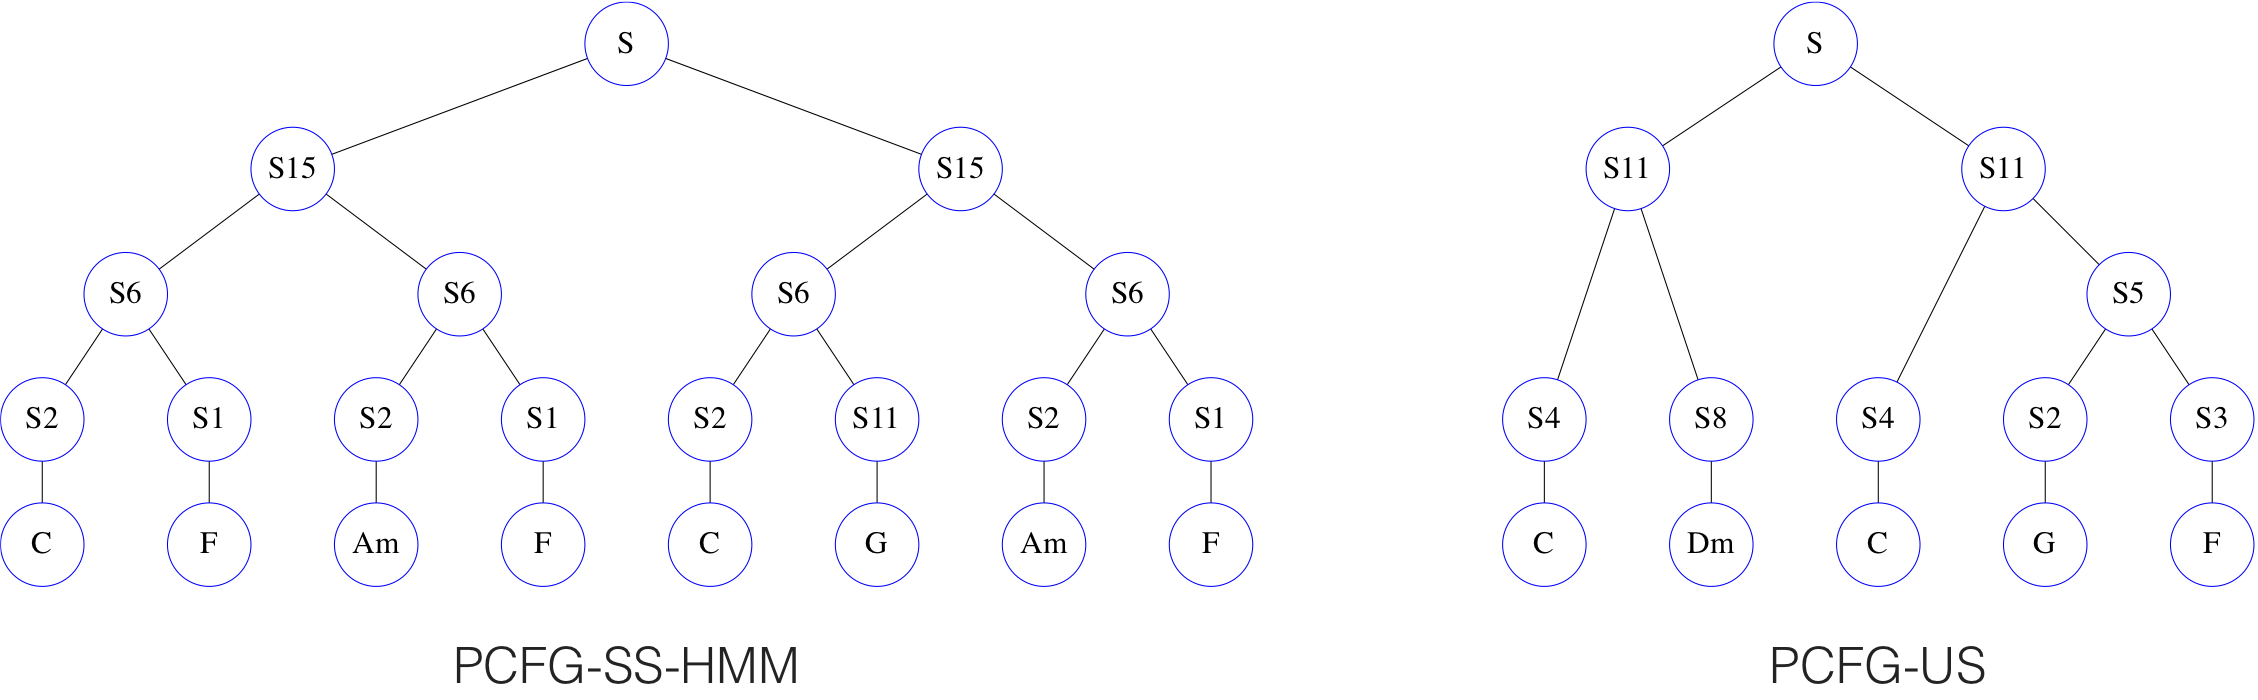 S S
S15 S15 S11 S11
S6 S6 S6 S6 S5
S2 S1 S2 S1 S2 S11 S2 S1 S4 S8 S4 S2 S3
C F Am F C G Am F C Dm C G F
PCFG-SS-HMM PCFG-US